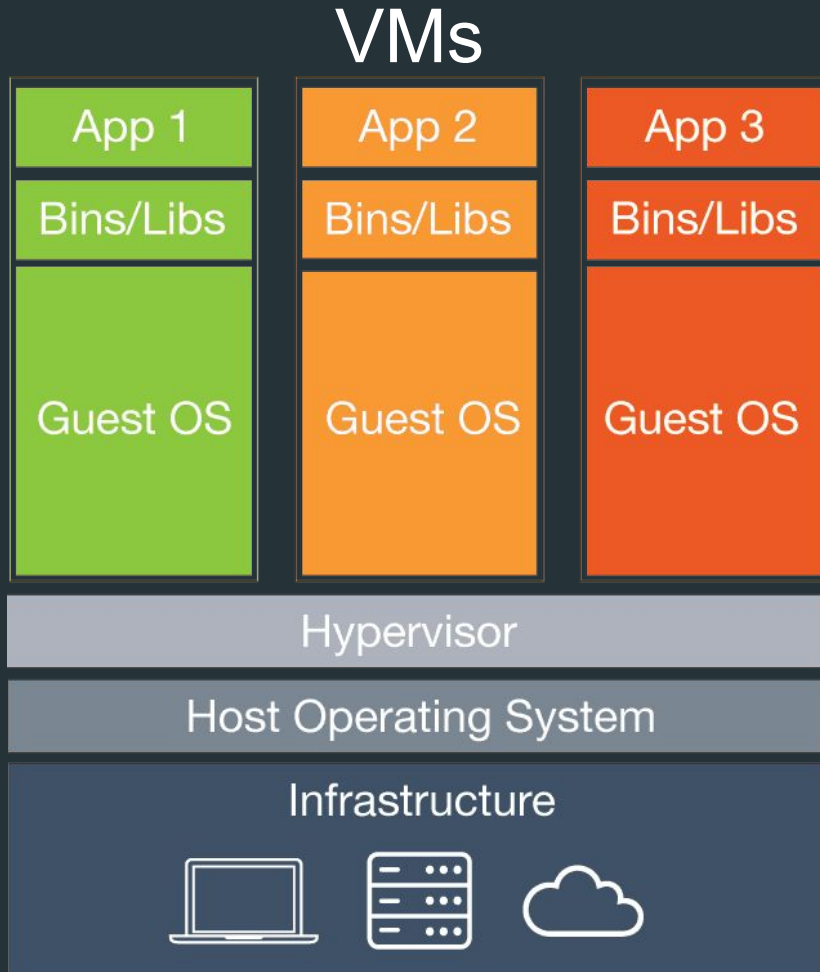 VMs
App 1
App 2
App 3
Bins/Libs
Bins/Libs
Bins/Libs
Guest OS
Guest OS
Guest OS
Hypervisor
Host Operating System
Infrastructure